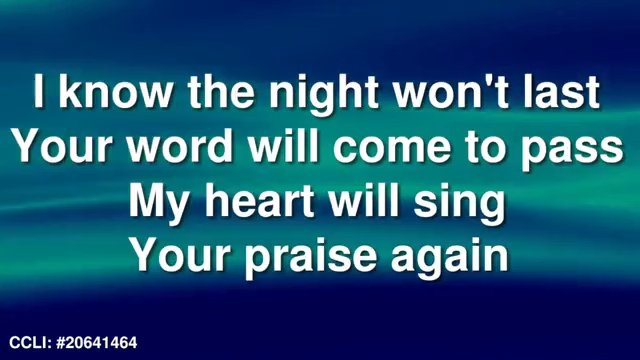 I know the night won't last
Your word will come to pass
My heart will sing
Your praise again
CCLI: #20641464